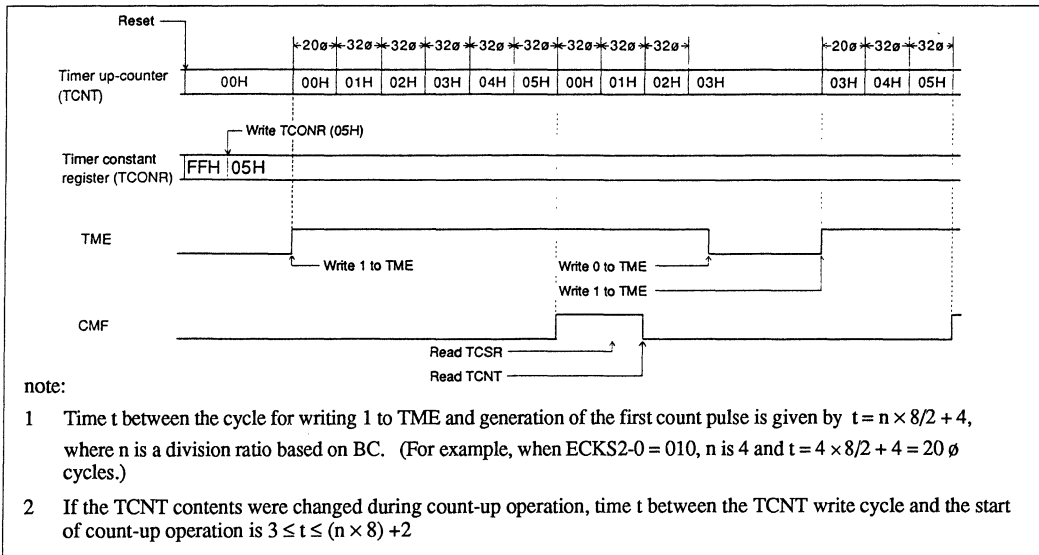 Reset
20ø 32ø 32ø 32ø 32ø 32ø 32ø 32ø 32ø 20ø 32ø 32ø
Timer up-counter
(TCNT)
00H 00H 01H 02H 03H 04H 05H 00H 01H 02H 03H 03H 04H 05H
Write TCONR (05H)
Timer constant
register (TCONR)
FFH 05H
TME
Write 1 to TME
Write 0 to TME
Write 1 to TME
CMF
Read TCSR
Read TCNT
note:
1 Time t between the cycle for writing 1 to TME and generation of the first count pulse is given by t = n × 8/2 + 4,
where n is a division ratio based on BC. (For example, when ECKS2-0 = 010, n is 4 and t = 4 × 8/2 + 4 = 20 ø
cycles.)
2 If the TCNT contents were changed during count-up operation, time t between the TCNT write cycle and the start
of count-up operation is 3 ≤ t ≤ (n × 8) +2